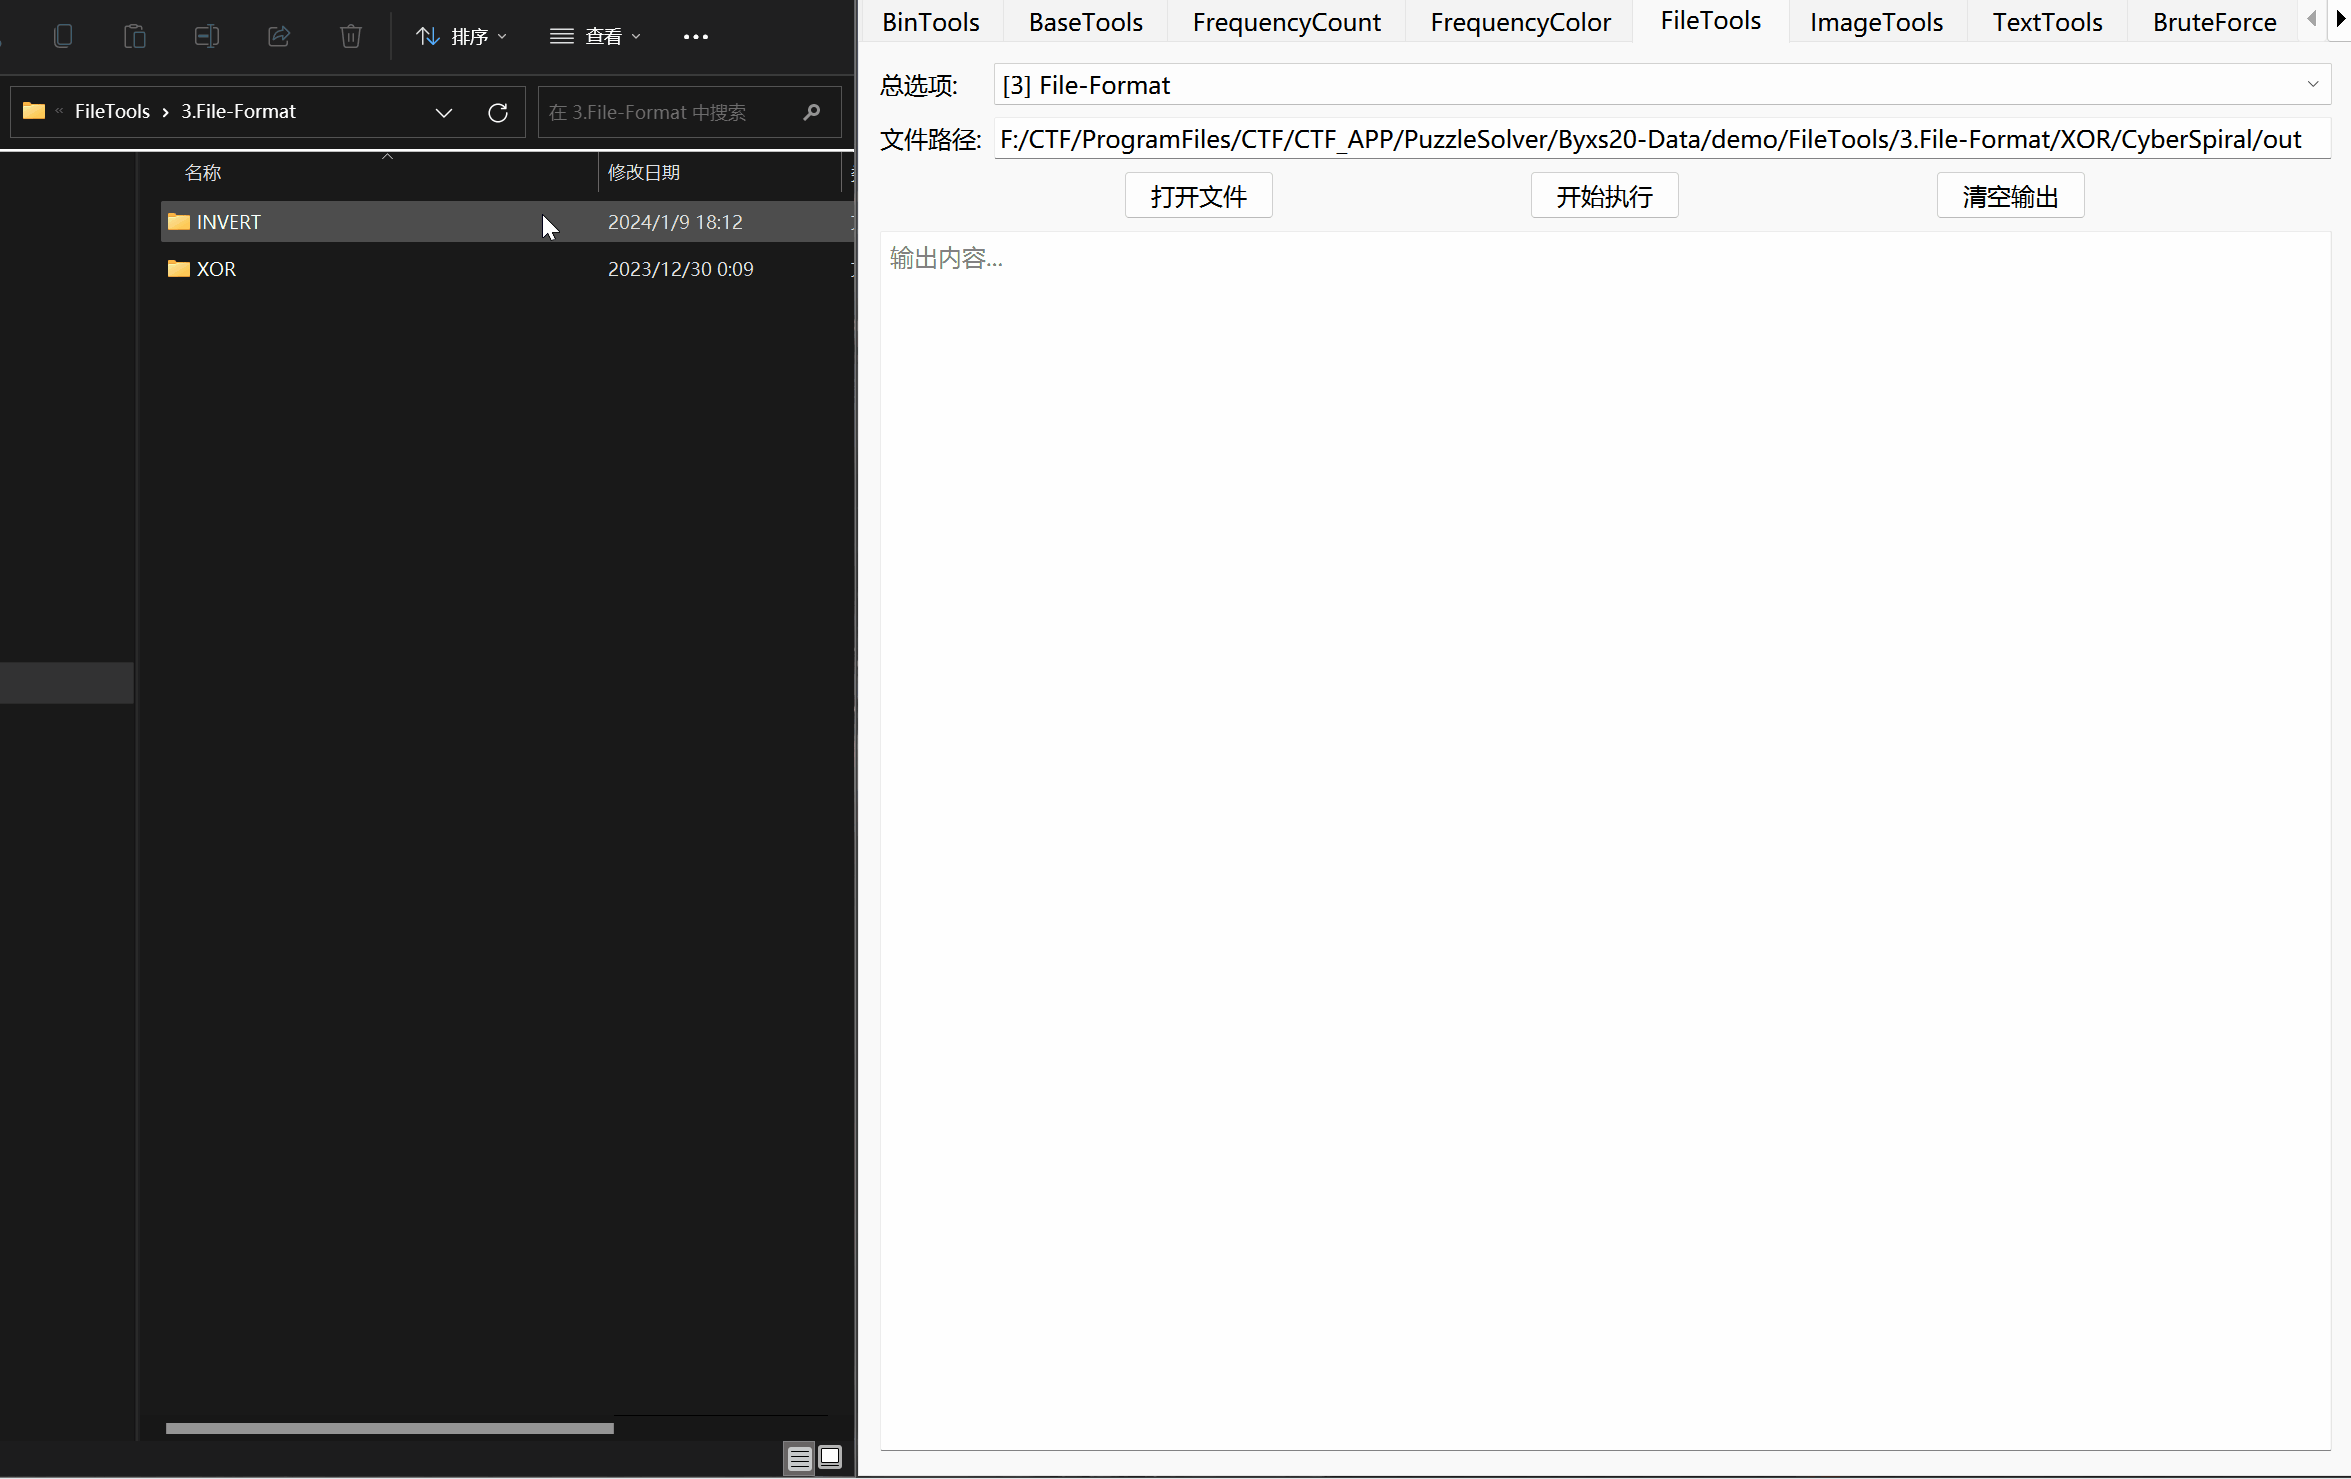 排序
查看
FileTools
3.File-Format
在 3.File-Format 中搜索
名称
修改日期
INVERT
2024/1/9 18:12
XOR
2023/12/30 0:09
BinTools
BaseTools
FrequencyCount
FrequencyColor
FileTools
ImageTools
TextTools
BruteForce
总选项:
[3] File-Format
文件路径:
F:/CTF/ProgramFiles/CTF/CTF_APP/PuzzleSolver/Byxs20-Data/demo/FileTools/3.File-Format/XOR/CyberSpiral/out
打开文件
开始执行
清空输出
输出内容...